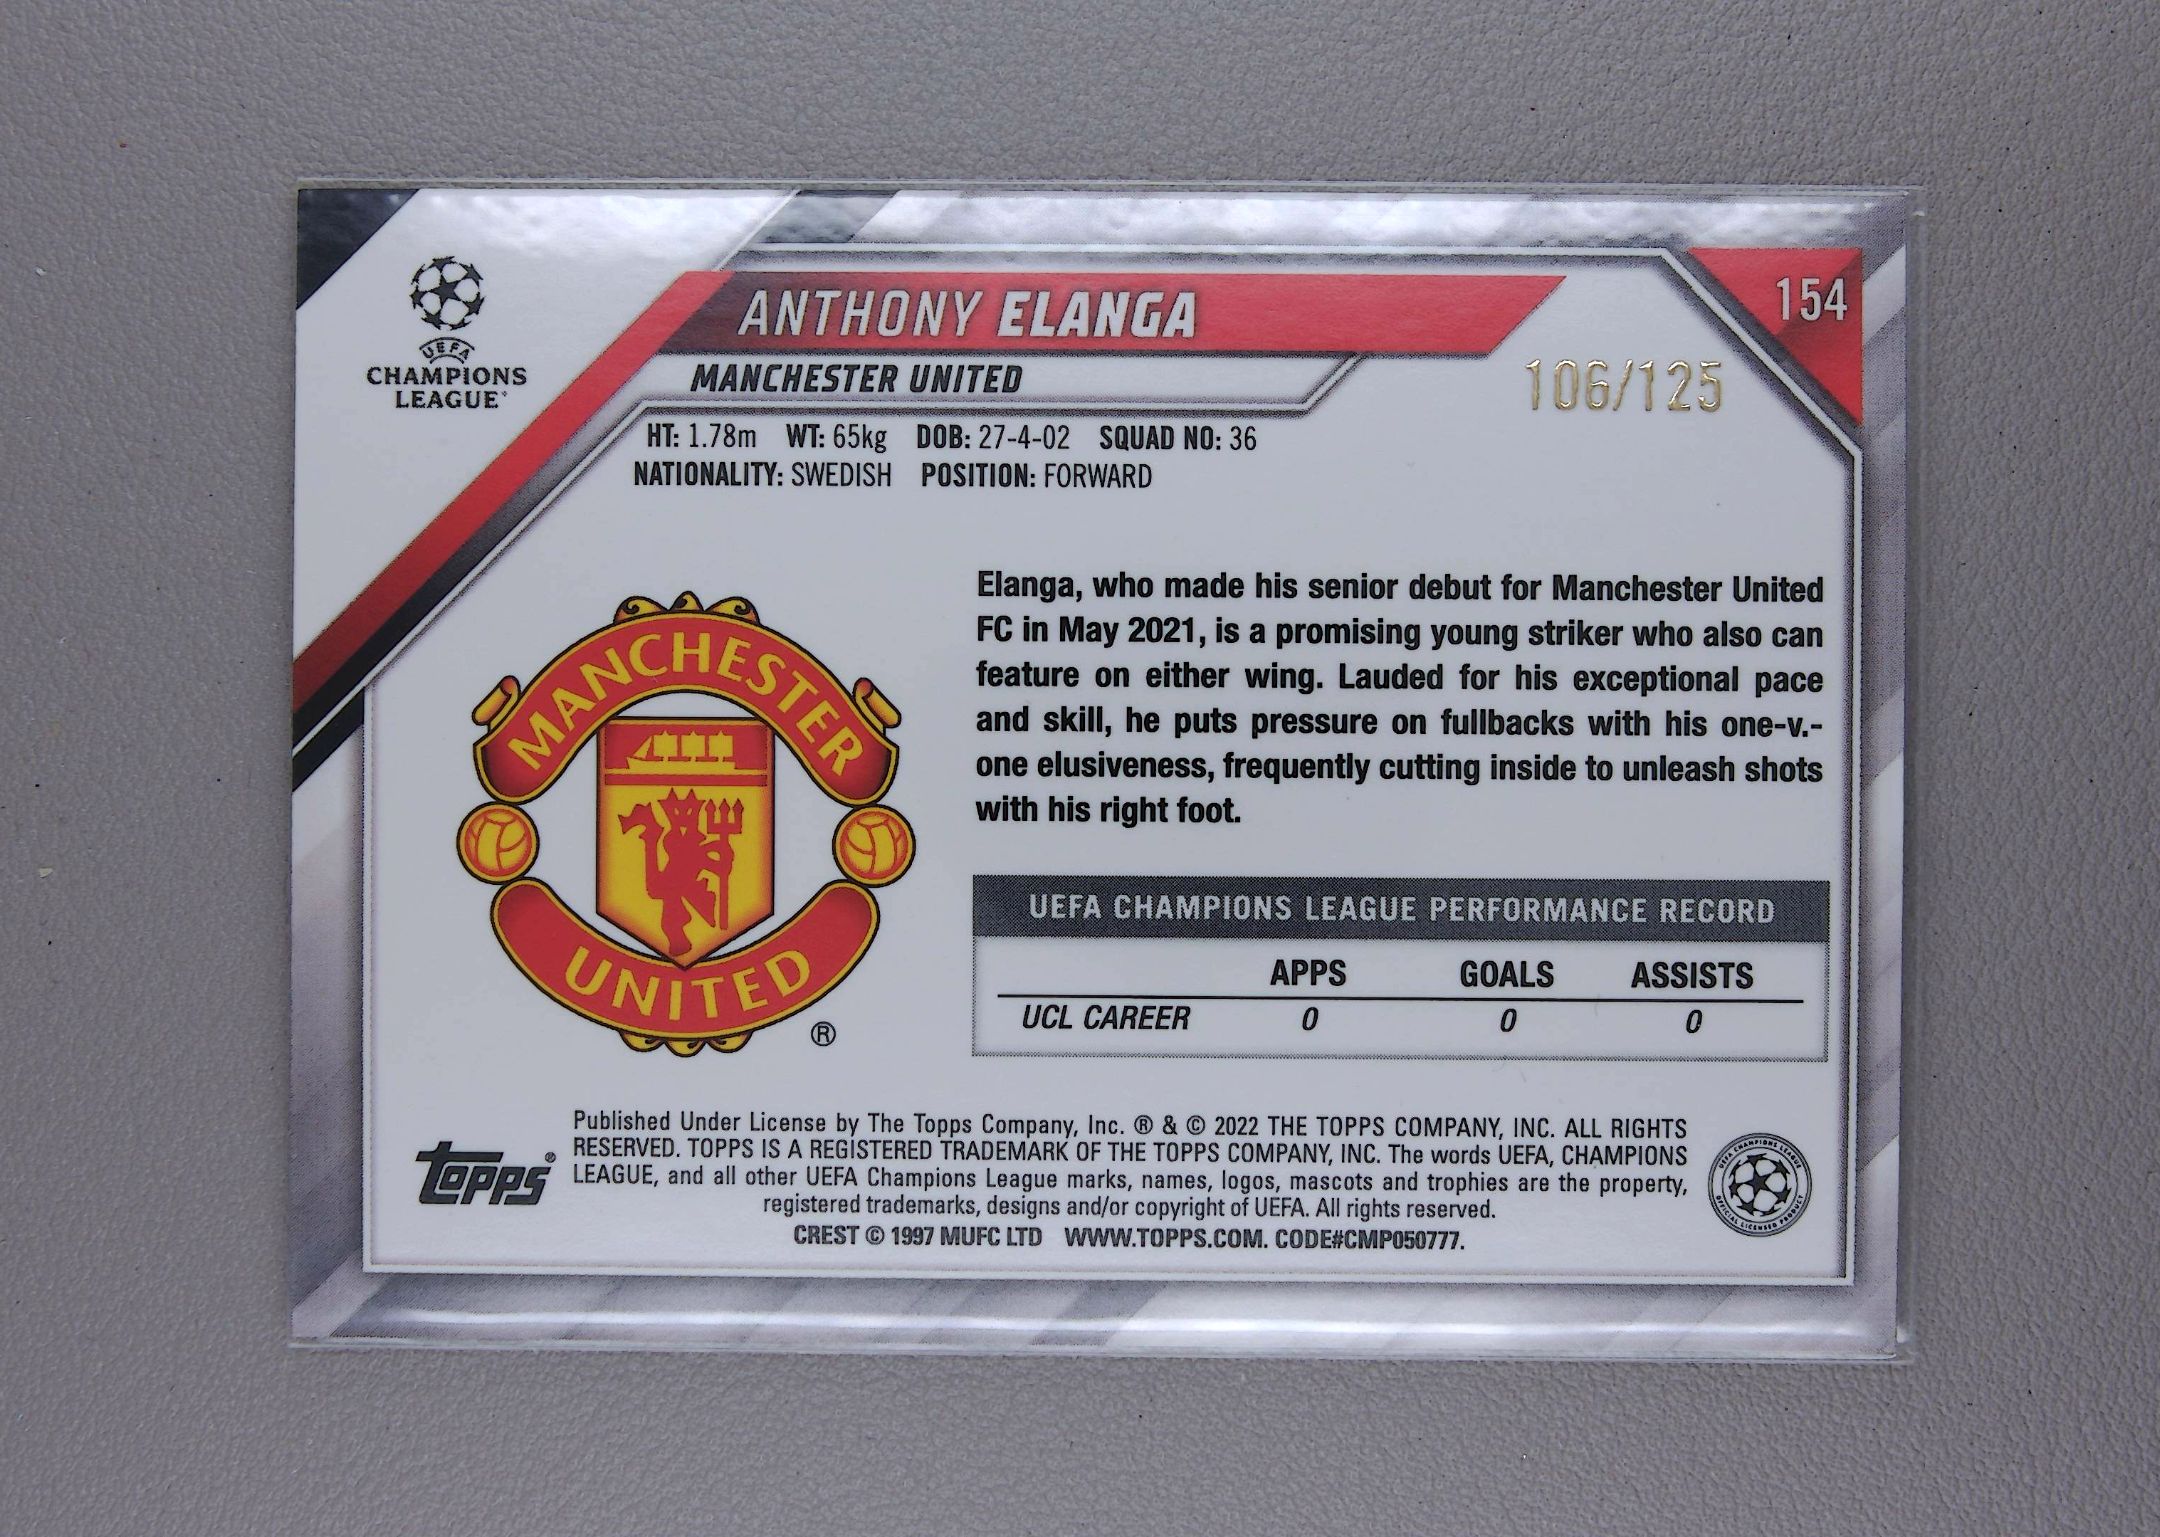 UEFA
CHAMPIONS
LEAGUE
ANTHONY ELANGA
154
MANCHESTER UNITED
106/125
HT: 1.78m WT: 65kg DOB: 27-4-02 SQUAD NO: 36
NATIONALITY: SWEDISH POSITION: FORWARD
Elanga, who made his senior debut for Manchester United
FC in May 2021, is a promising young striker who also can
feature on either wing. Lauded for his exceptional pace
and skill, he puts pressure on fullbacks with his one-v.-
one elusiveness, frequently cutting inside to unleash shots
with his right foot.
MANCHESTER
UNITED
®
UEFA CHAMPIONS LEAGUE PERFORMANCE RECORD
APPS GOALS ASSISTS
UCL CAREER 0 0 0
topps®
Published Under License by The Topps Company, Inc. ® & © 2022 THE TOPPS COMPANY, INC. ALL RIGHTS
RESERVED. TOPPS IS A REGISTERED TRADEMARK OF THE TOPPS COMPANY, INC. The words UEFA, CHAMPIONS
LEAGUE, and all other UEFA Champions League marks, names, logos, mascots and trophies are the property,
registered trademarks, designs and/or copyright of UEFA. All rights reserved.
CREST © 1997 MUFC LTD WWW.TOPPS.COM. CODE#CMP050777.
UEFA CHAMPIONS LEAGUE
OFFICIAL LICENSED PRODUCT